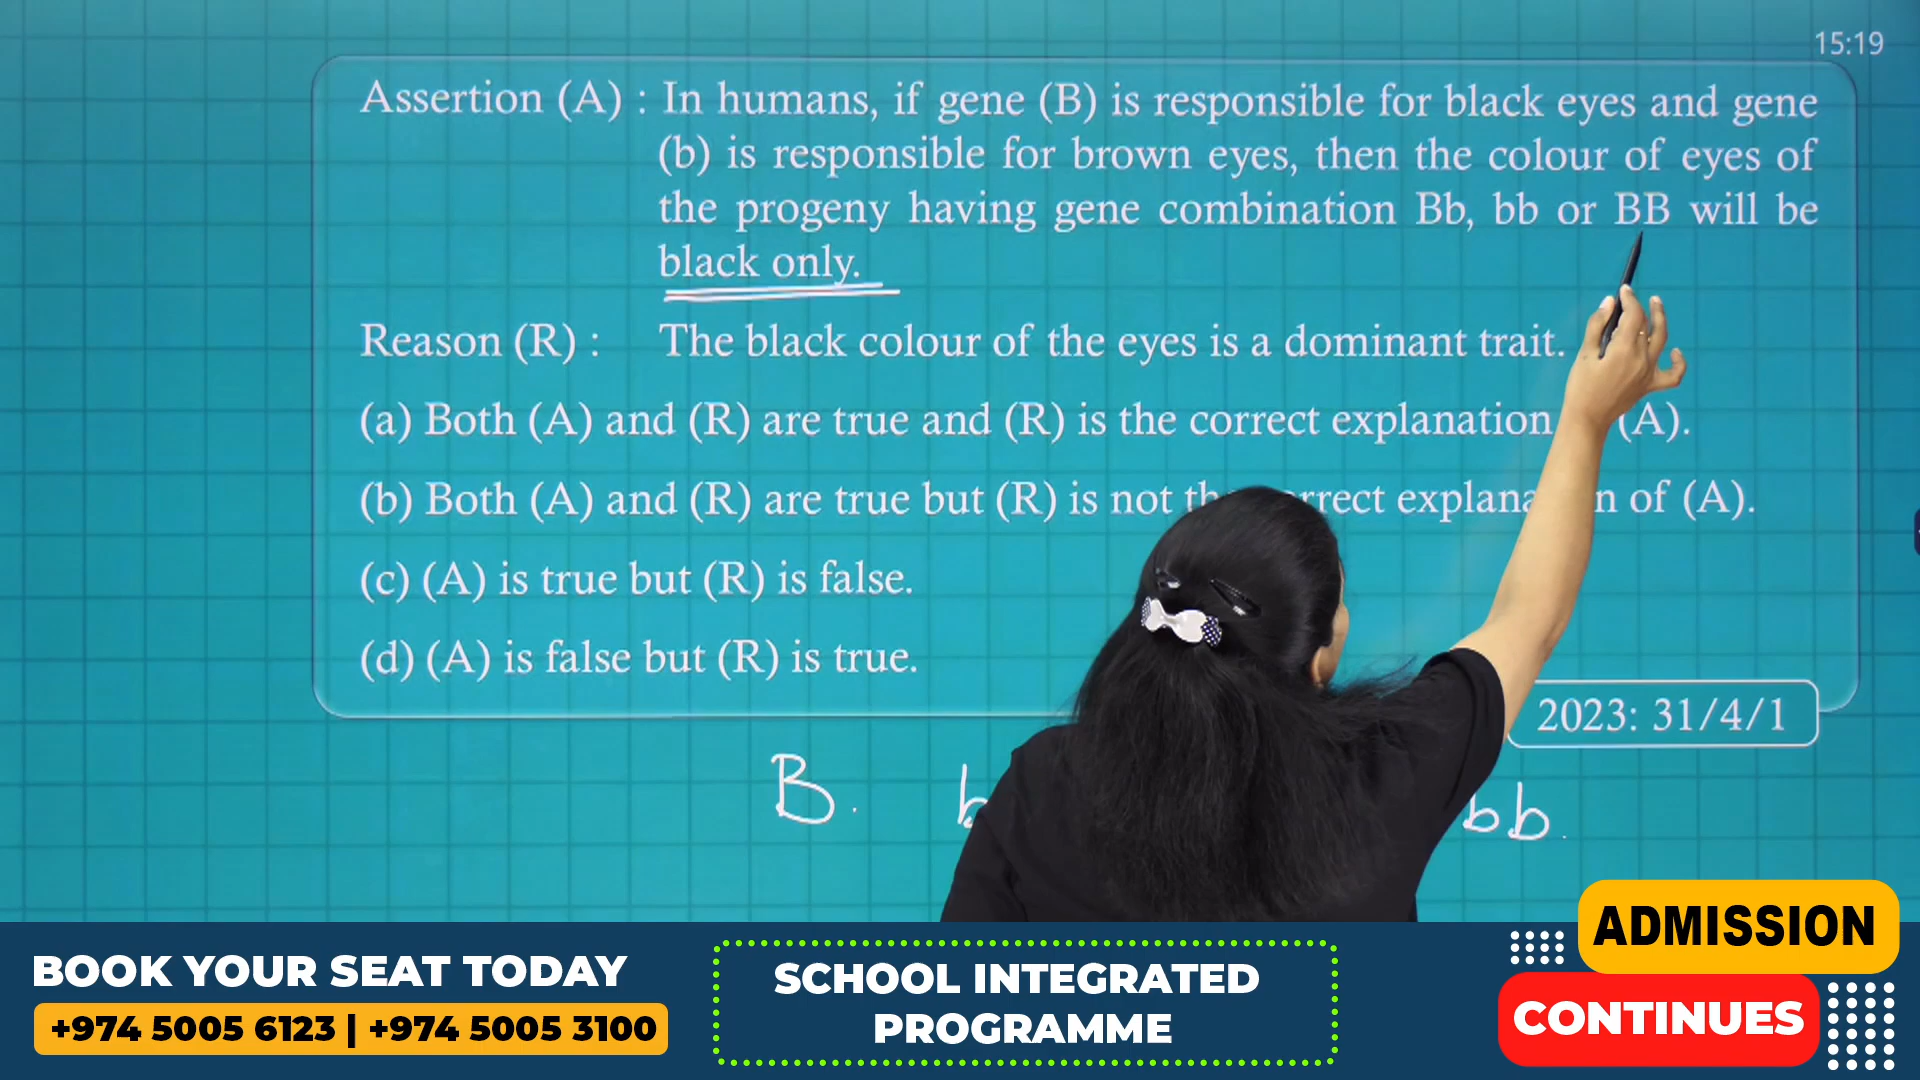 15:19
Assertion (A) : In humans, if gene (B) is responsible for black eyes and gene
(b) is responsible for brown eyes, then the colour of eyes of
the progeny having gene combination Bb, bb or BB will be
black only.
Reason (R) : The black colour of the eyes is a dominant trait.
(a) Both (A) and (R) are true and (R) is the correct explanation (A).
(b) Both (A) and (R) are true but (R) is not of (A).
(c) (A) is true but (R) is false.
(d) (A) is false but (R) is true.
2023: 31/4/1
B. b bb.
BOOK YOUR SEAT TODAY
+974 5005 6123 | +974 5005 3100
SCHOOL INTEGRATED
PROGRAMME
ADMISSION
CONTINUES